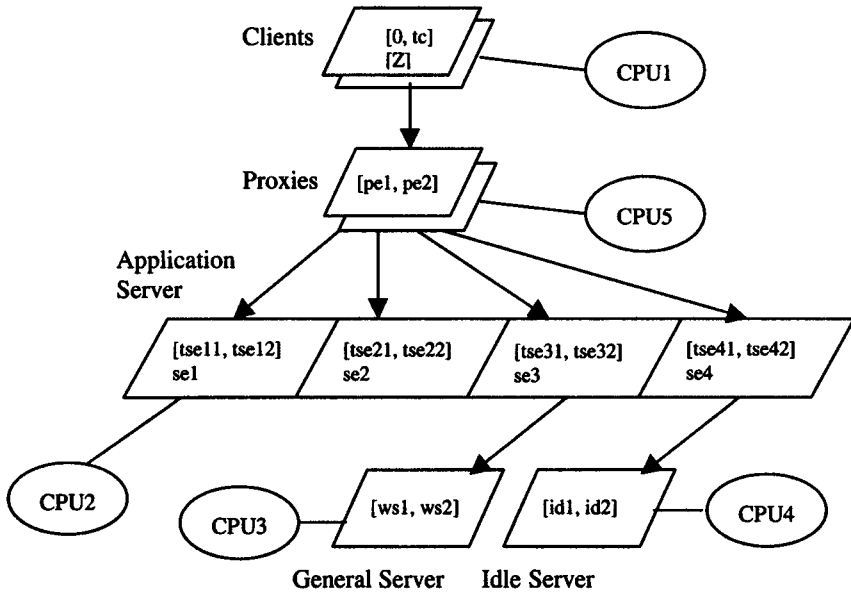 Clients
[0, tc]
[Z]
CPU1
Proxies
[pe1, pe2]
CPU5
Application
Server
[tse11, tse12]
se1
[tse21, tse22]
se2
[tse31, tse32]
se3
[tse41, tse42]
se4
CPU2
CPU3
[ws1, ws2]
[id1, id2]
CPU4
General Server
Idle Server